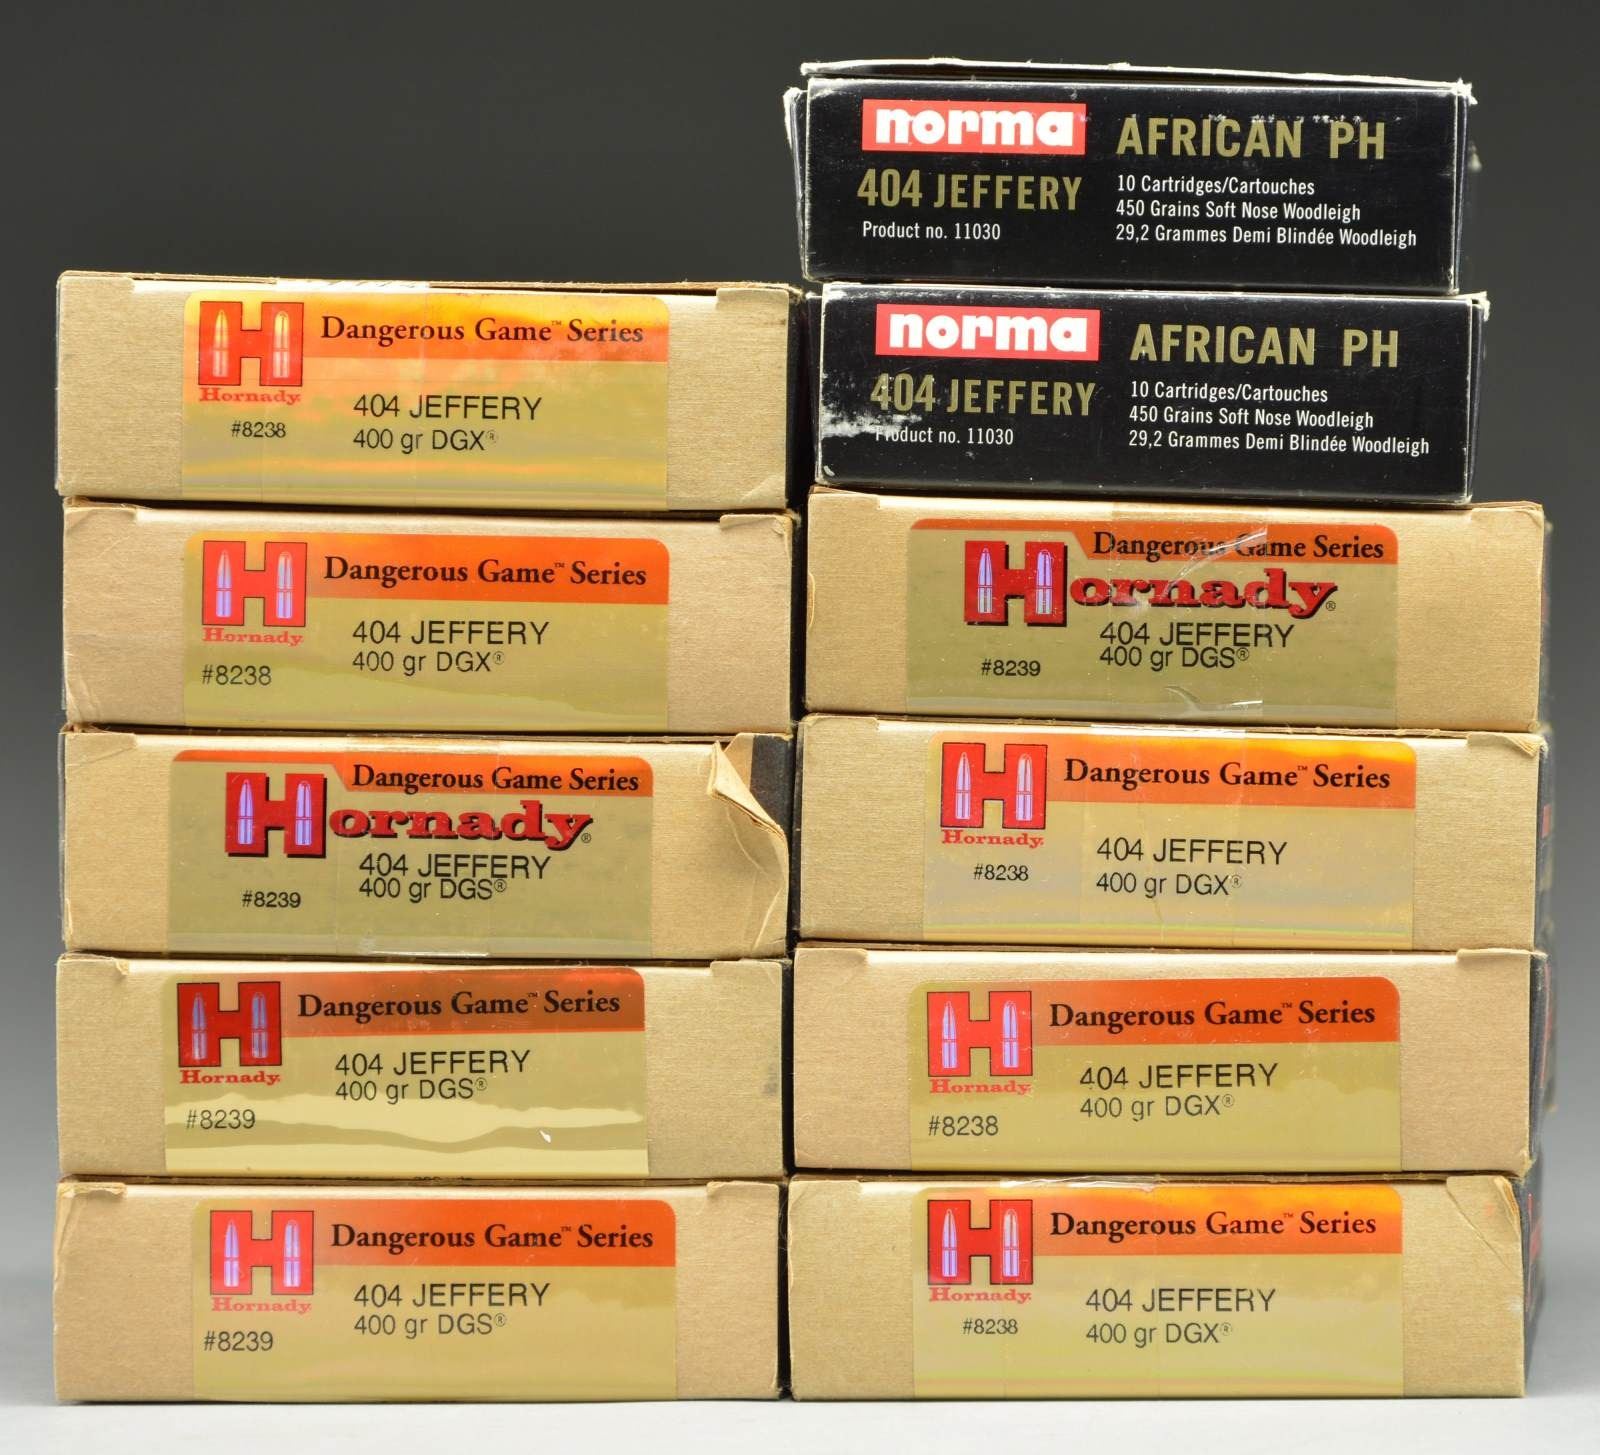 norma
AFRICAN PH
404 JEFFERY
10 Cartridges/Cartouches
450 Grains Soft Nose Woodleigh
Product no. 11030
29,2 Grammes Demi Blindée Woodleigh
norma
AFRICAN PH
404 JEFFERY
10 Cartridges/Cartouches
450 Grains Soft Nose Woodleigh
Product no. 11030
29,2 Grammes Demi Blindée Woodleigh
H
Dangerous Game™ Series
Hornady
404 JEFFERY
#8238
400 gr DGX®
H
Dangerous Game™ Series
Hornady
404 JEFFERY
#8238
400 gr DGX®
Dangerous Game Series
Hornady®
404 JEFFERY
#8239
400 gr DGS®
H
Dangerous Game™ Series
Hornady
404 JEFFERY
400 gr DGS®
#8239
H
Dangerous Game™ Series
Hornady
404 JEFFERY
400 gr DGS®
#8239
Dangerous Game Series
Hornady®
404 JEFFERY
#8239
400 gr DGS®
H
Dangerous Game™ Series
Hornady
404 JEFFERY
#8238
400 gr DGX®
H
Dangerous Game™ Series
Hornady
404 JEFFERY
400 gr DGX®
#8238
H
Dangerous Game™ Series
Hornady
404 JEFFERY
#8238
400 gr DGX®